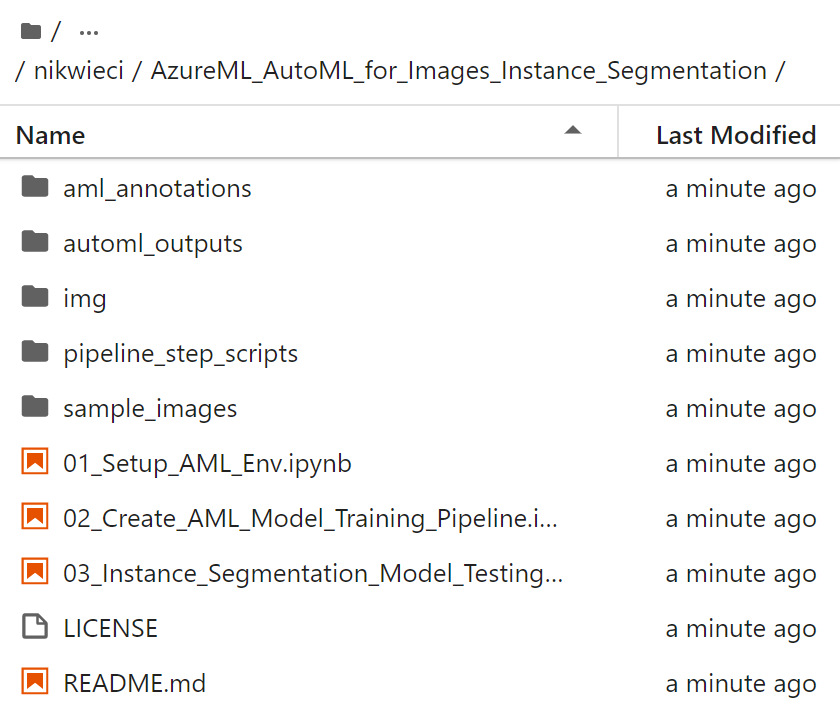 / ...
/ nikwieci / AzureML_AutoML_for_Images_Instance_Segmentation /
Name Last Modified
aml_annotations a minute ago
automl_outputs a minute ago
img a minute ago
pipeline_step_scripts a minute ago
sample_images a minute ago
01_Setup_AML_Env.ipynb a minute ago
02_Create_AML_Model_Training_Pipeline.i... a minute ago
03_Instance_Segmentation_Model_Testing... a minute ago
LICENSE a minute ago
README.md a minute ago